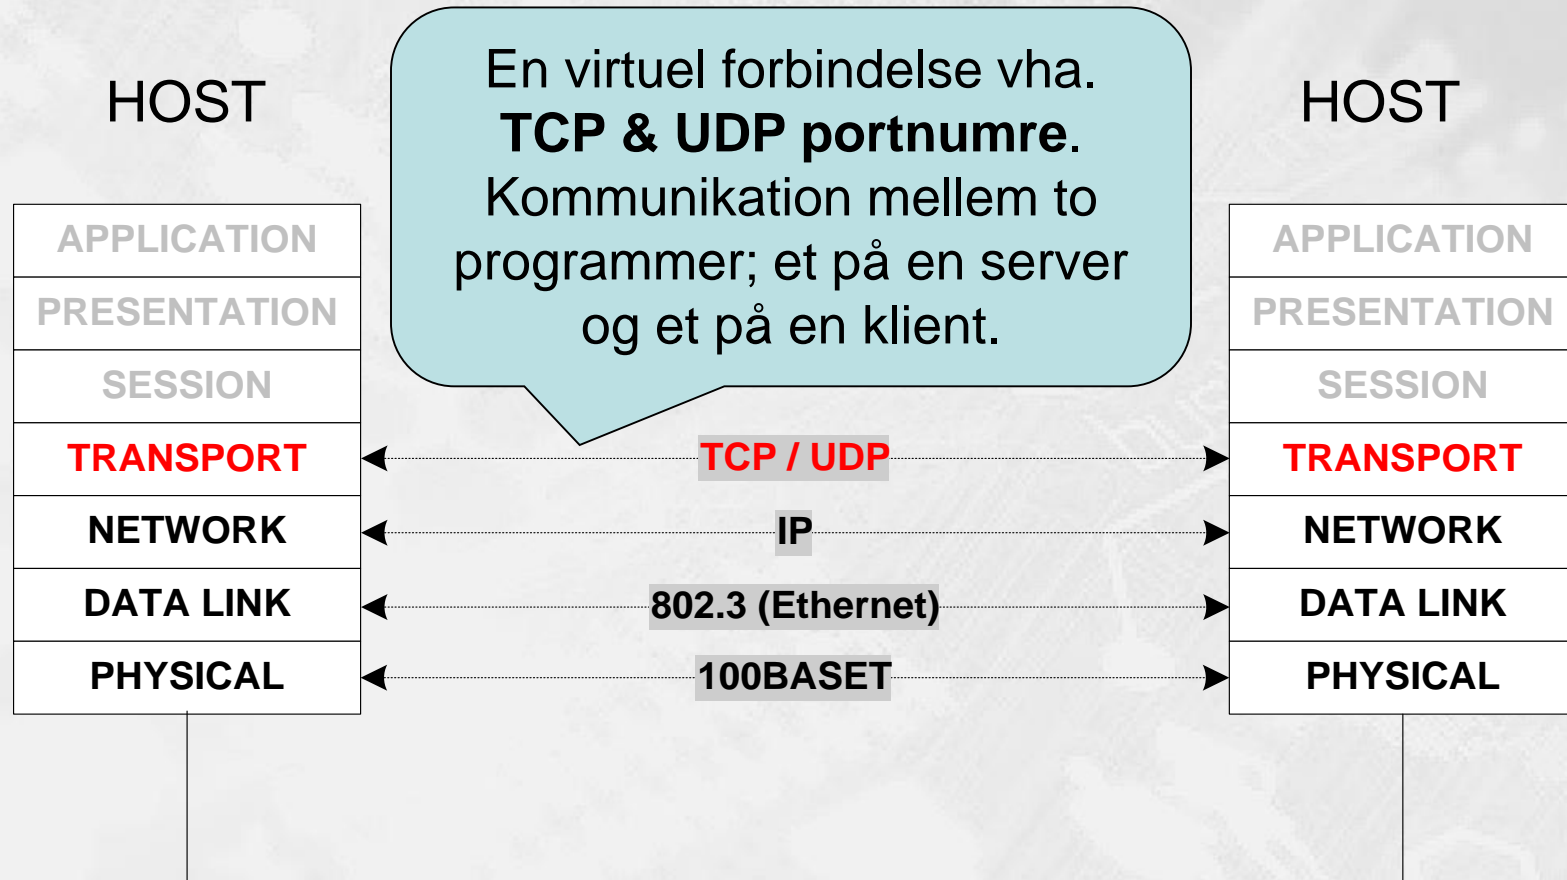 HOST
En virtuel forbindelse vha.
TCP & UDP portnumre.
Kommunikation mellem to
programmer; et på en server
og et på en klient.
HOST
APPLICATION
PRESENTATION
SESSION
TRANSPORT
NETWORK
DATA LINK
PHYSICAL
TCP / UDP
IP
802.3 (Ethernet)
100BASET
APPLICATION
PRESENTATION
SESSION
TRANSPORT
NETWORK
DATA LINK
PHYSICAL